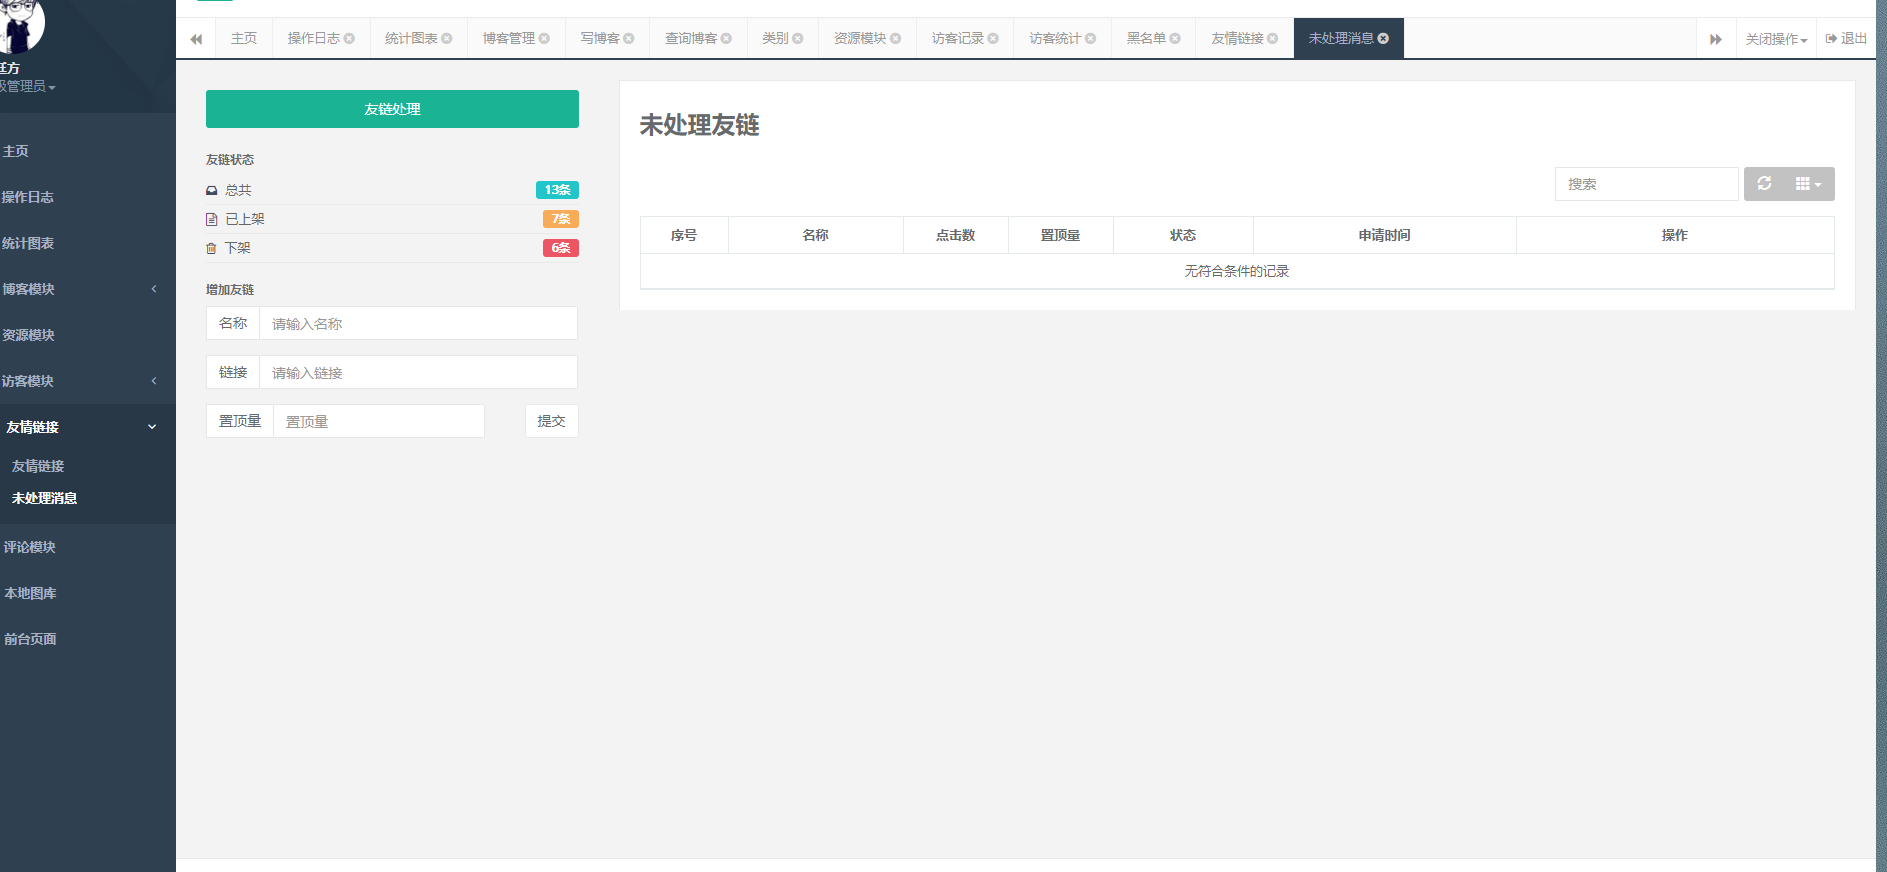 主页
操作日志
统计图表
博客管理
写博客
查询博客
类别
资源模块
访客记录
访客统计
黑名单
友情链接
未处理消息
关闭操作
退出
廷方
级管理员
主页
操作日志
统计图表
博客模块
资源模块
访客模块
友情链接
友情链接
未处理消息
评论模块
本地图库
前台页面
友链处理
友链状态
总共 13条
已上架 7条
下架 6条
增加友链
名称 请输入名称
链接 请输入链接
置顶量 置顶量 提交
未处理友链
搜索
序号 名称 点击数 置顶量 状态 申请时间 操作
无符合条件的记录